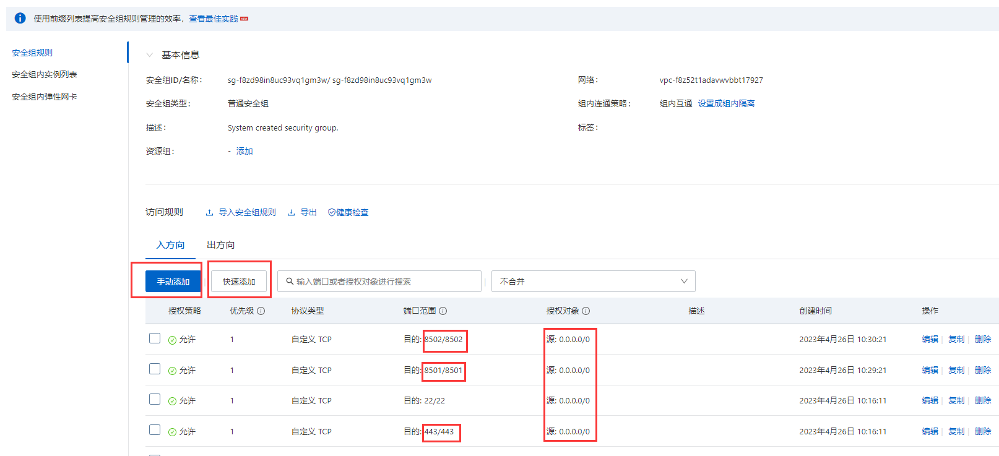 使用前缀列表提高安全组规则管理的效率，查看最佳实践 NEW
安全组规则
安全组内实例列表
安全组内弹性网卡
基本信息
安全组ID/名称： sg-f8zd98in8uc93vq1gm3w/ sg-f8zd98in8uc93vq1gm3w 网络： vpc-f8z52t1adavwvbbt17927
安全组类型： 普通安全组 组内连通策略： 组内互通 设置成组内隔离
描述： System created security group. 标签：
资源组： - 添加
访问规则 导入安全组规则 导出 健康检查
入方向 出方向
手动添加 快速添加 输入端口或者授权对象进行搜索 不合并
授权策略 优先级 协议类型 端口范围 授权对象 描述 创建时间 操作
允许 1 自定义 TCP 目的: 8502/8502 源: 0.0.0.0/0 2023年4月26日 10:30:21 编辑 复制 删除
允许 1 自定义 TCP 目的: 8501/8501 源: 0.0.0.0/0 2023年4月26日 10:29:21 编辑 复制 删除
允许 1 自定义 TCP 目的: 22/22 源: 0.0.0.0/0 2023年4月26日 10:16:11 编辑 复制 删除
允许 1 自定义 TCP 目的: 443/443 源: 0.0.0.0/0 2023年4月26日 10:16:11 编辑 复制 删除